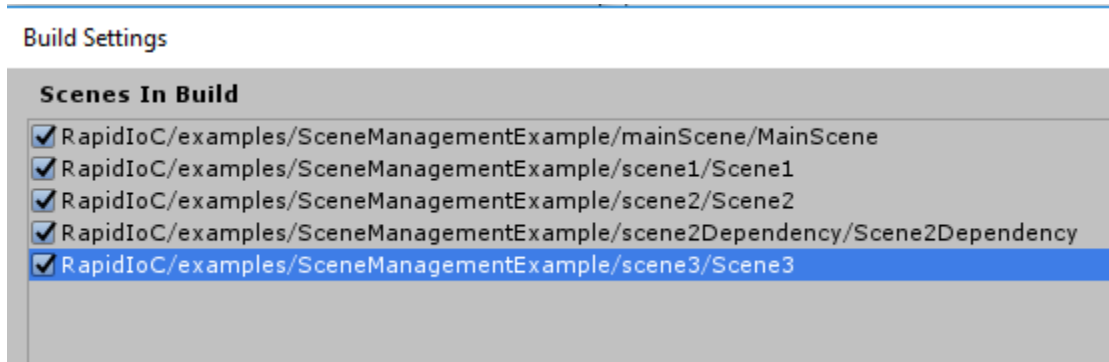 Build Settings
Scenes In Build
RapidIoC/examples/SceneManagementExample/mainScene/MainScene
RapidIoC/examples/SceneManagementExample/scene1/Scene1
RapidIoC/examples/SceneManagementExample/scene2/Scene2
RapidIoC/examples/SceneManagementExample/scene2Dependency/Scene2Dependency
RapidIoC/examples/SceneManagementExample/scene3/Scene3